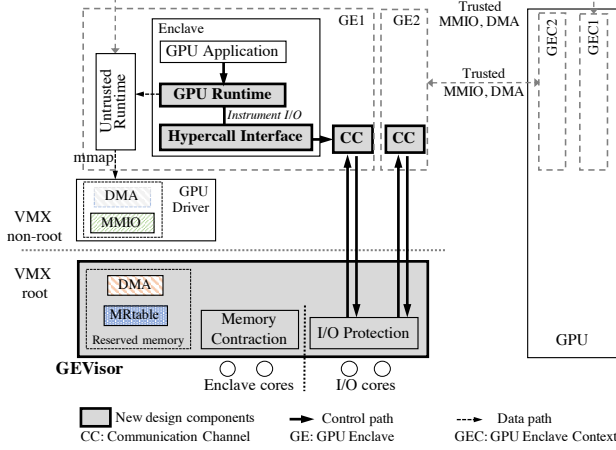 Trusted
MMIO, DMA
GE1
GE2
Enclave
GPU Application
GPU Runtime
Instrument I/O
Hypercall Interface
CC
CC
Untrusted
Runtime
mmap
Trusted
MMIO, DMA
GEC2
GEC1
GPU
DMA
MMIO
GPU
Driver
VMX
non-root
VMX
root
DMA
MRtable
Reserved memory
Memory
Contraction
I/O Protection
GEVisor
Enclave cores
I/O cores
New design components
Control path
Data path
CC: Communication Channel
GE: GPU Enclave
GEC: GPU Enclave Context